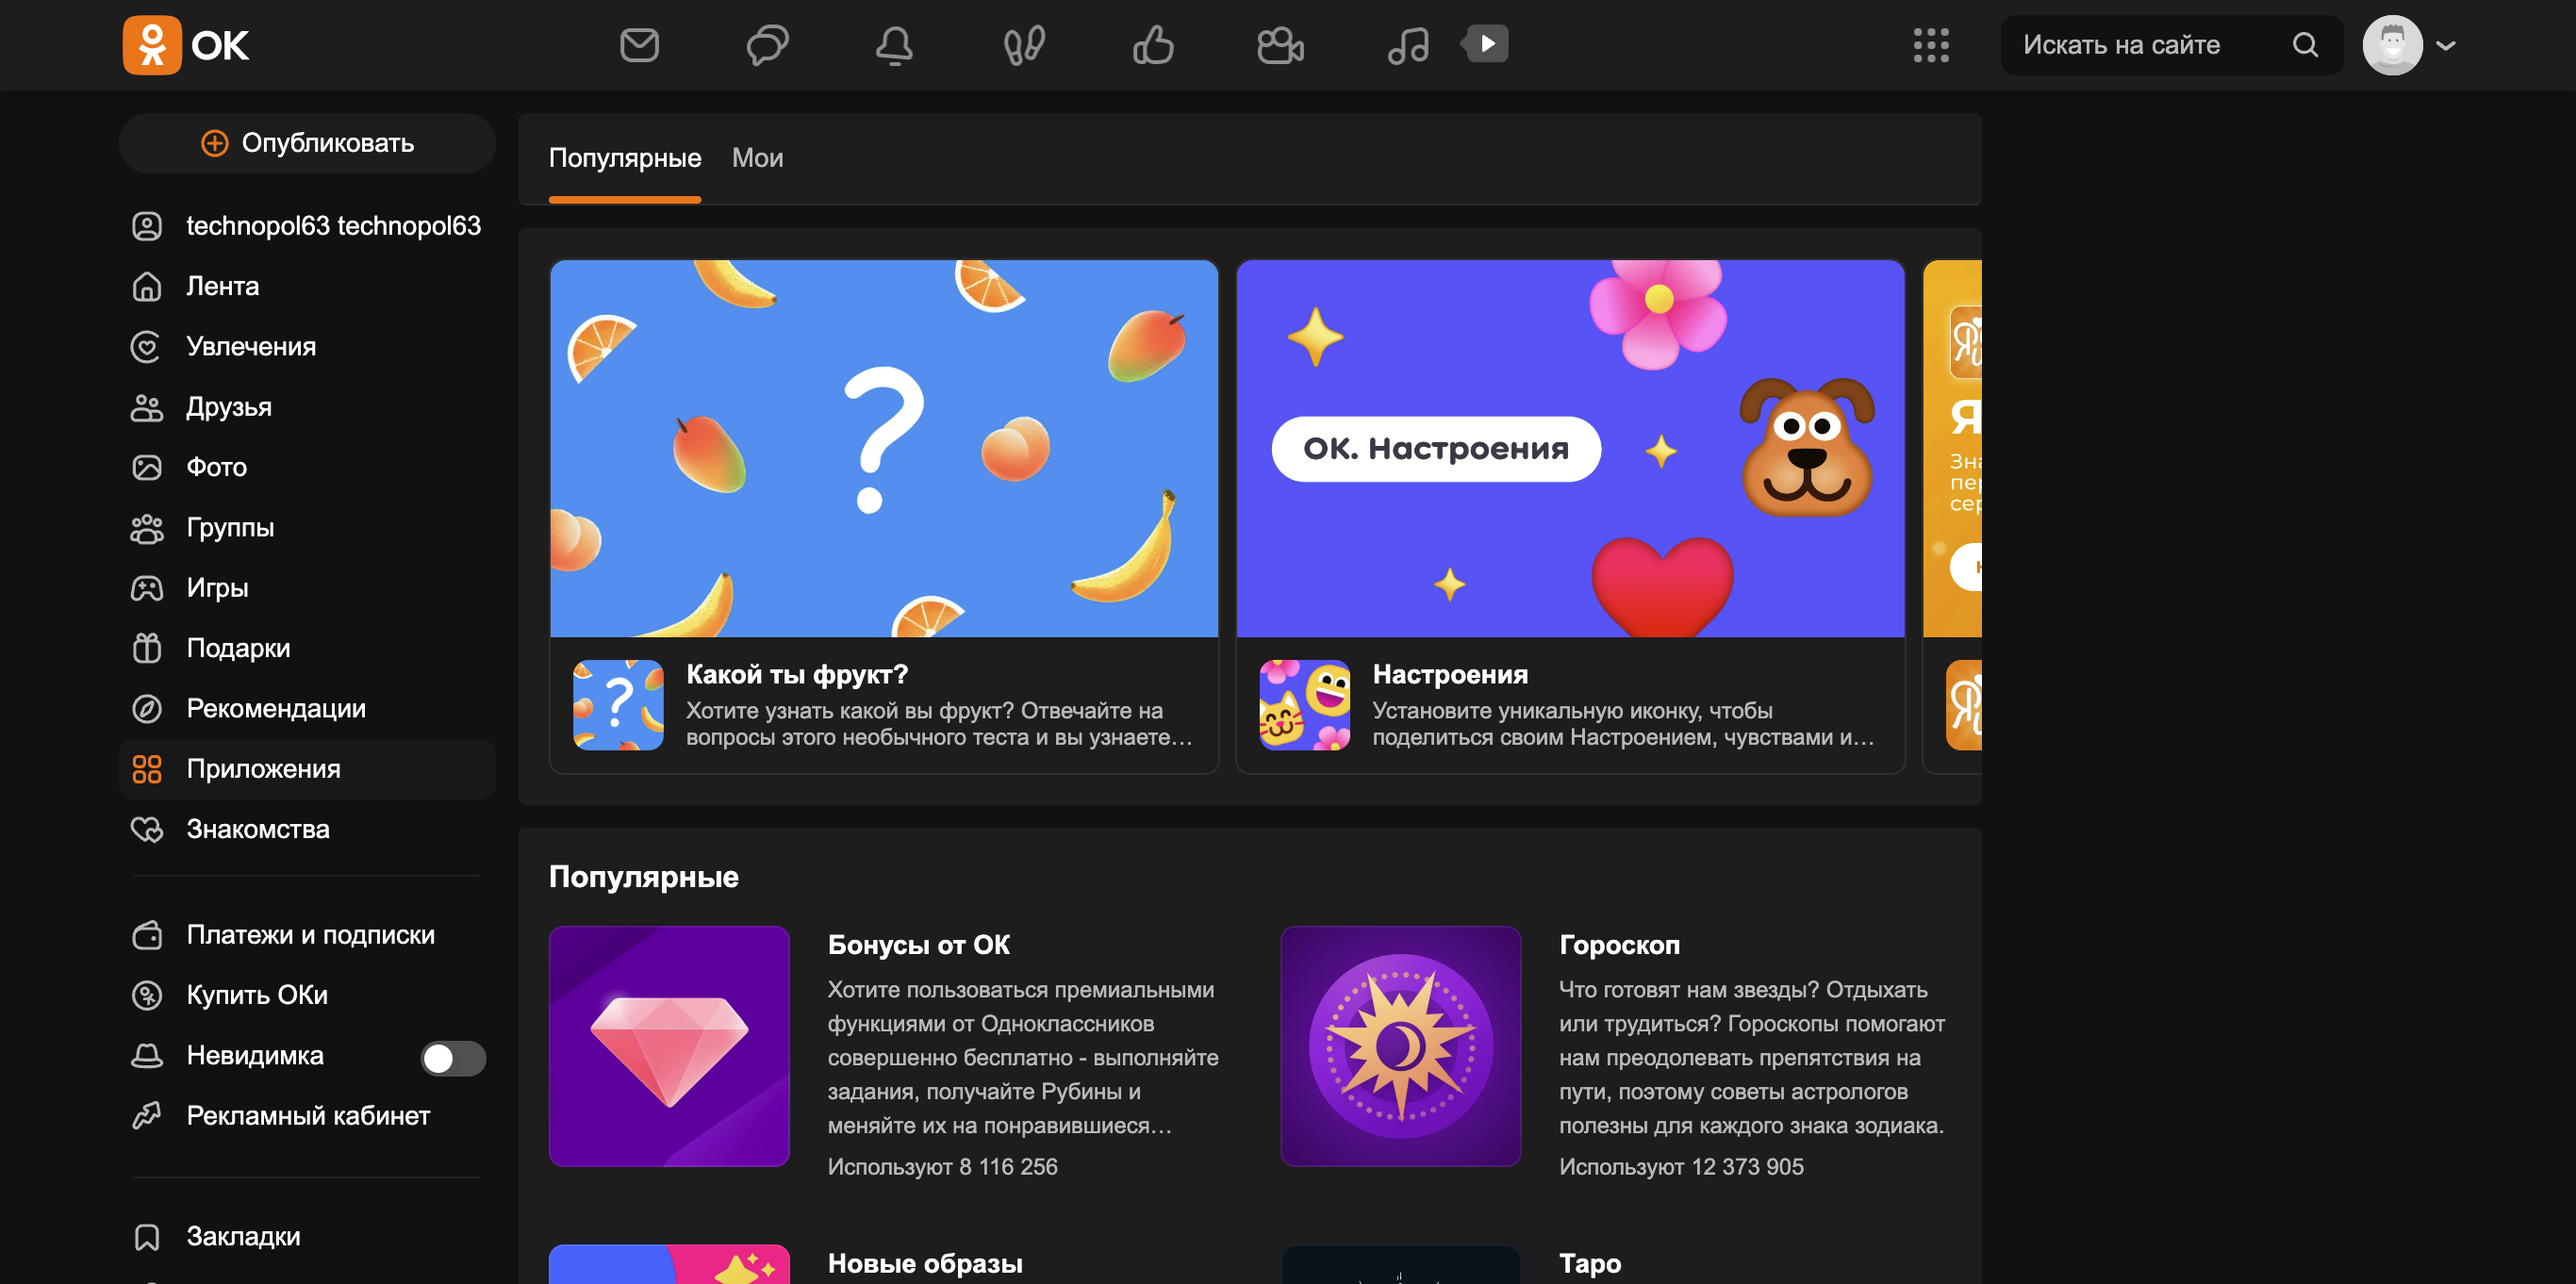 ОК
Искать на сайте
Опубликовать
technopol63 technopol63
Лента
Увлечения
Друзья
Фото
Группы
Игры
Подарки
Рекомендации
Приложения
Знакомства
Платежи и подписки
Купить ОКи
Невидимка
Рекламный кабинет
Закладки
Популярные
Мои
?
ОК. Настроения
Какой ты фрукт?
Хотите узнать какой вы фрукт? Отвечайте на
вопросы этого необычного теста и вы узнаете...
Настроения
Установите уникальную иконку, чтобы
поделиться своим Настроением, чувствами и...
Популярные
Бонусы от ОК
Хотите пользоваться премиальными
функциями от Одноклассников
совершенно бесплатно - выполняйте
задания, получайте Рубины и
меняйте их на понравившиеся...
Используют 8 116 256
Гороскоп
Что готовят нам звезды? Отдыхать
или трудиться? Гороскопы помогают
нам преодолевать препятствия на
пути, поэтому советы астрологов
полезны для каждого знака зодиака.
Используют 12 373 905
Новые образы
Таро